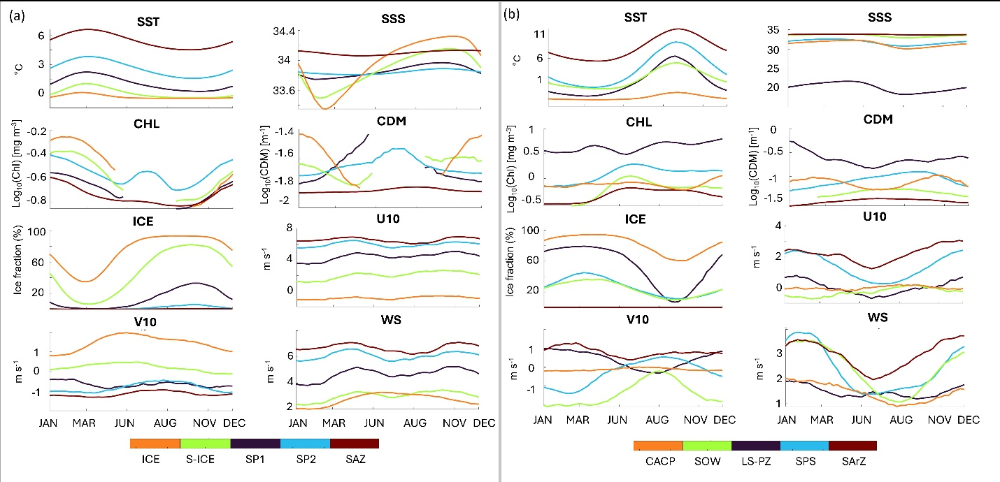 (a)
SST
6
3
0
°C
SSS
34.4
34
33.6
CHL
-0.2
-0.4
-0.6
-0.8
Log10(Chl) [mg m-3]
CDM
-1.4
-1.6
-1.8
-2
Log10(CDM) [m-1]
ICE
100
60
20
Ice fraction (%)
U10
8
4
0
m s-1
V10
1
0
-1
m s-1
JAN MAR JUN AUG NOV DEC
WS
6
4
2
m s-1
JAN MAR JUN AUG NOV DEC
ICE S-ICE SP1 SP2 SAZ
(b)
SST
11
6
1
°C
SSS
35
30
25
20
CHL
1
0.5
0
-0.5
Log10(Chl) [mg m-3]
CDM
0
-0.5
-1
-1.5
Log10(CDM) [m-1]
ICE
100
60
20
Ice fraction (%)
U10
4
2
0
m s-1
V10
1
0
-1
m s-1
JAN MAR JUN AUG NOV DEC
WS
3
2
1
m s-1
JAN MAR JUN AUG NOV DEC
CACP SOW LS-PZ SPS SArZ